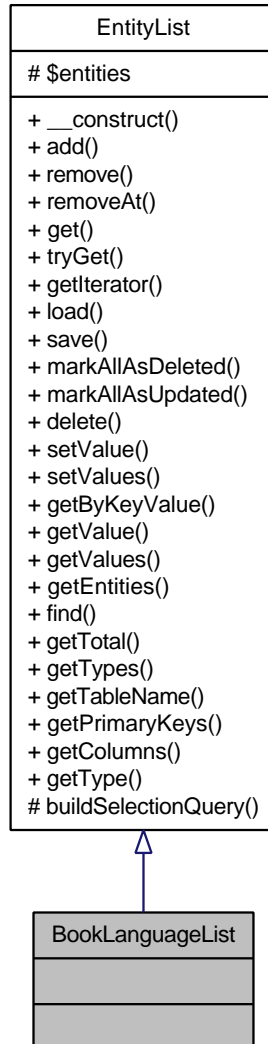 EntityList
# $entities
+ __construct()
+ add()
+ remove()
+ removeAt()
+ get()
+ tryGet()
+ getIterator()
+ load()
+ save()
+ markAllAsDeleted()
+ markAllAsUpdated()
+ delete()
+ setValue()
+ setValues()
+ getByKeyValue()
+ getValue()
+ getValues()
+ getEntities()
+ find()
+ getTotal()
+ getTypes()
+ getTableName()
+ getPrimaryKeys()
+ getColumns()
+ getType()
# buildSelectionQuery()
BookLanguageList